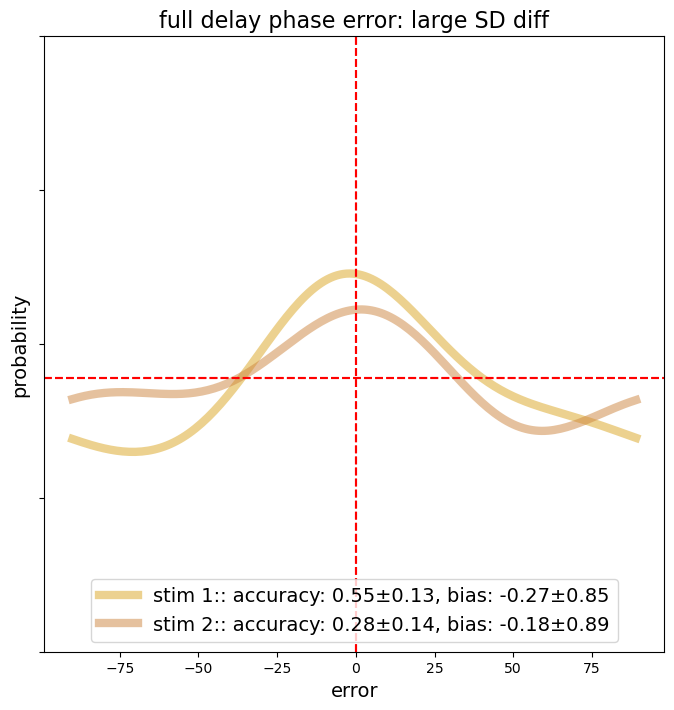 full delay phase error: large SD diff
probability
stim 1:: accuracy: 0.55±0.13, bias: -0.27±0.85
stim 2:: accuracy: 0.28±0.14, bias: -0.18±0.89
−75 −50 −25 0 25 50 75
error